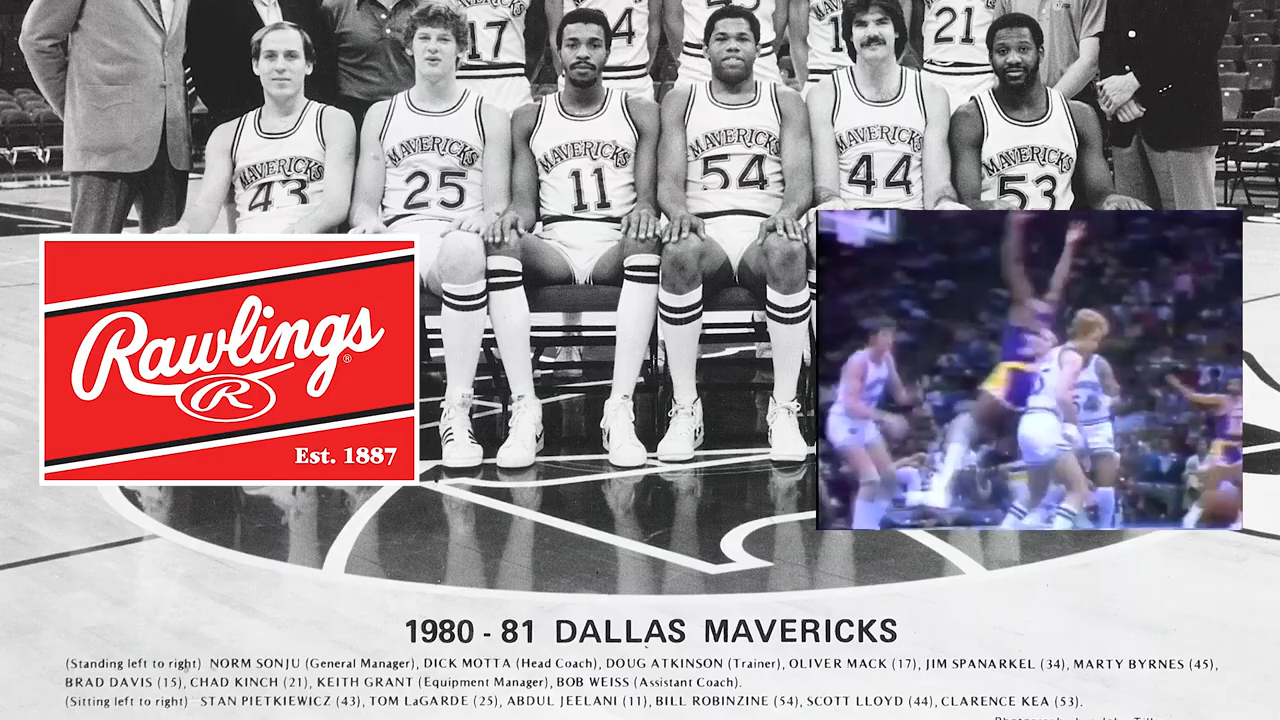 17
4
21
MAVERICKS
43
MAVERICKS
25
MAVERICKS
11
MAVERICKS
54
MAVERICKS
44
MAVERICKS
53
Rawlings®
R
Est. 1887
1980 - 81 DALLAS MAVERICKS
(Standing left to right) NORM SONJU (General Manager), DICK MOTTA (Head Coach), DOUG ATKINSON (Trainer), OLIVER MACK (17), JIM SPANARKEL (34), MARTY BYRNES (45),
BRAD DAVIS (15), CHAD KINCH (21), KEITH GRANT (Equipment Manager), BOB WEISS (Assistant Coach).
(Sitting left to right) STAN PIETKIEWICZ (43), TOM LaGARDE (25), ABDUL JEELANI (11), BILL ROBINZINE (54), SCOTT LLOYD (44), CLARENCE KEA (53).